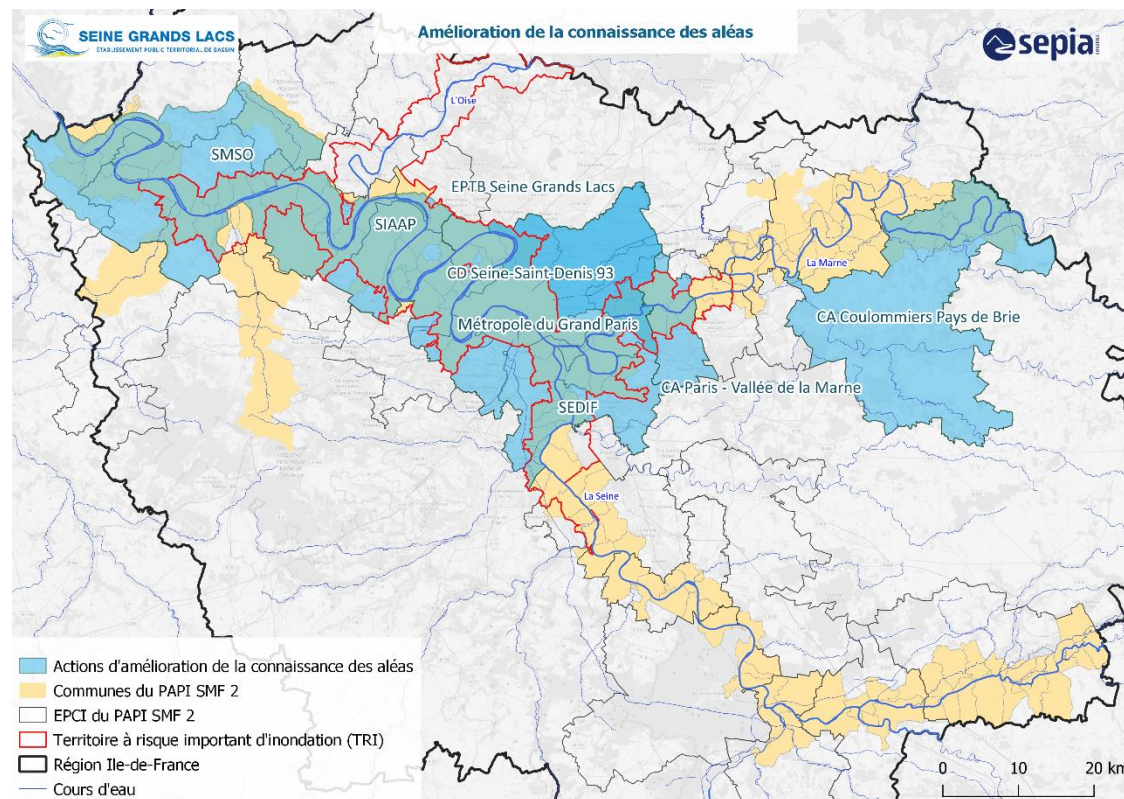 SEINE GRANDS LACS
ÉTABLISSEMENT PUBLIC TERRITORIAL DE BASSIN
Amélioration de la connaissance des aléas
sepia
CONSEILS
L'Oise
SMSO
EPTB Seine Grands Lacs
SIAAP
CD Seine-Saint-Denis 93
La Marne
Métropole du Grand Paris
CA Coulommiers Pays de Brie
CA Paris - Vallée de la Marne
SEDIF
La Seine
Actions d'amélioration de la connaissance des aléas
Communes du PAPI SMF 2
EPCI du PAPI SMF 2
Territoire à risque important d'inondation (TRI)
Région Ile-de-France
Cours d'eau
0 10 20 km